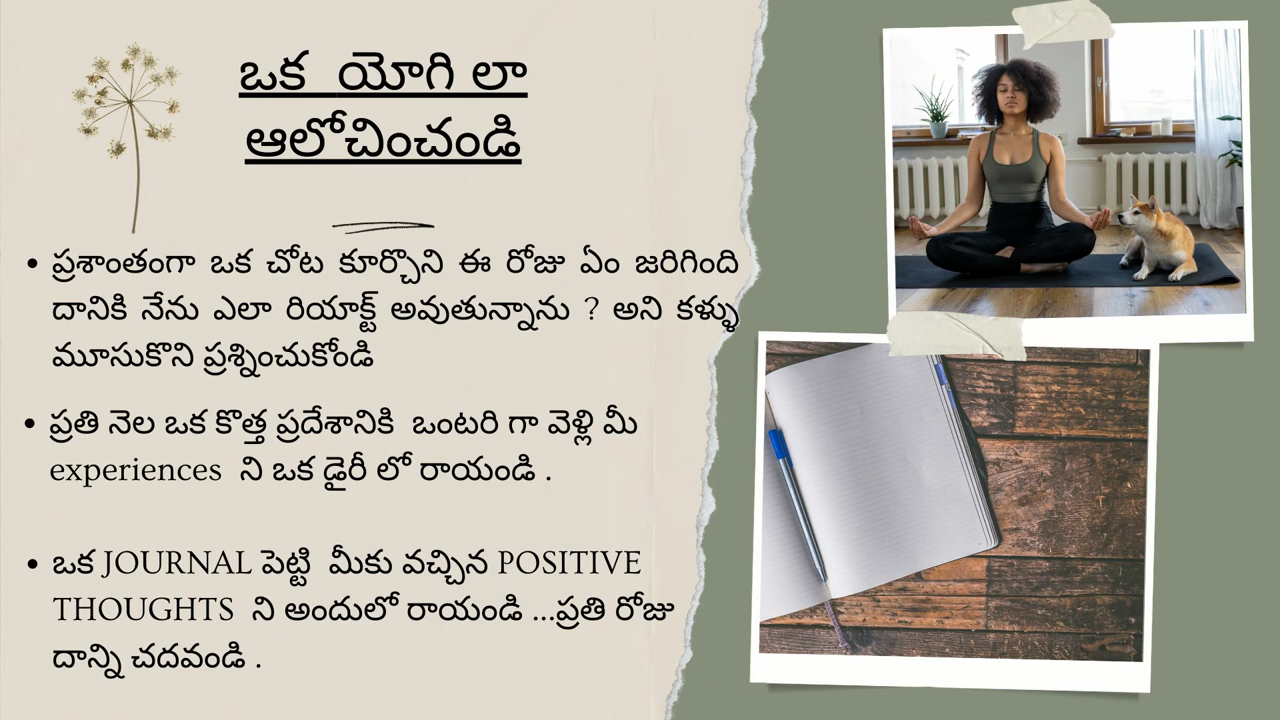 ఒక యోగి లా
ఆలోచించండి
• ప్రశాంతంగా ఒక చోట కూర్చొని ఈ రోజు ఏం జరిగింది
దానికి నేను ఎలా రియాక్ట్ అవుతున్నాను ? అని కళ్ళు
మూసుకొని ప్రశ్నించుకోండి
• ప్రతి నెల ఒక కొత్త ప్రదేశానికి ఒంటరి గా వెళ్లి మీ
experiences ని ఒక డైరీ లో రాయండి .
• ఒక JOURNAL పెట్టి మీకు వచ్చిన POSITIVE
THOUGHTS ని అందులో రాయండి ...ప్రతి రోజు
దాన్ని చదవండి .